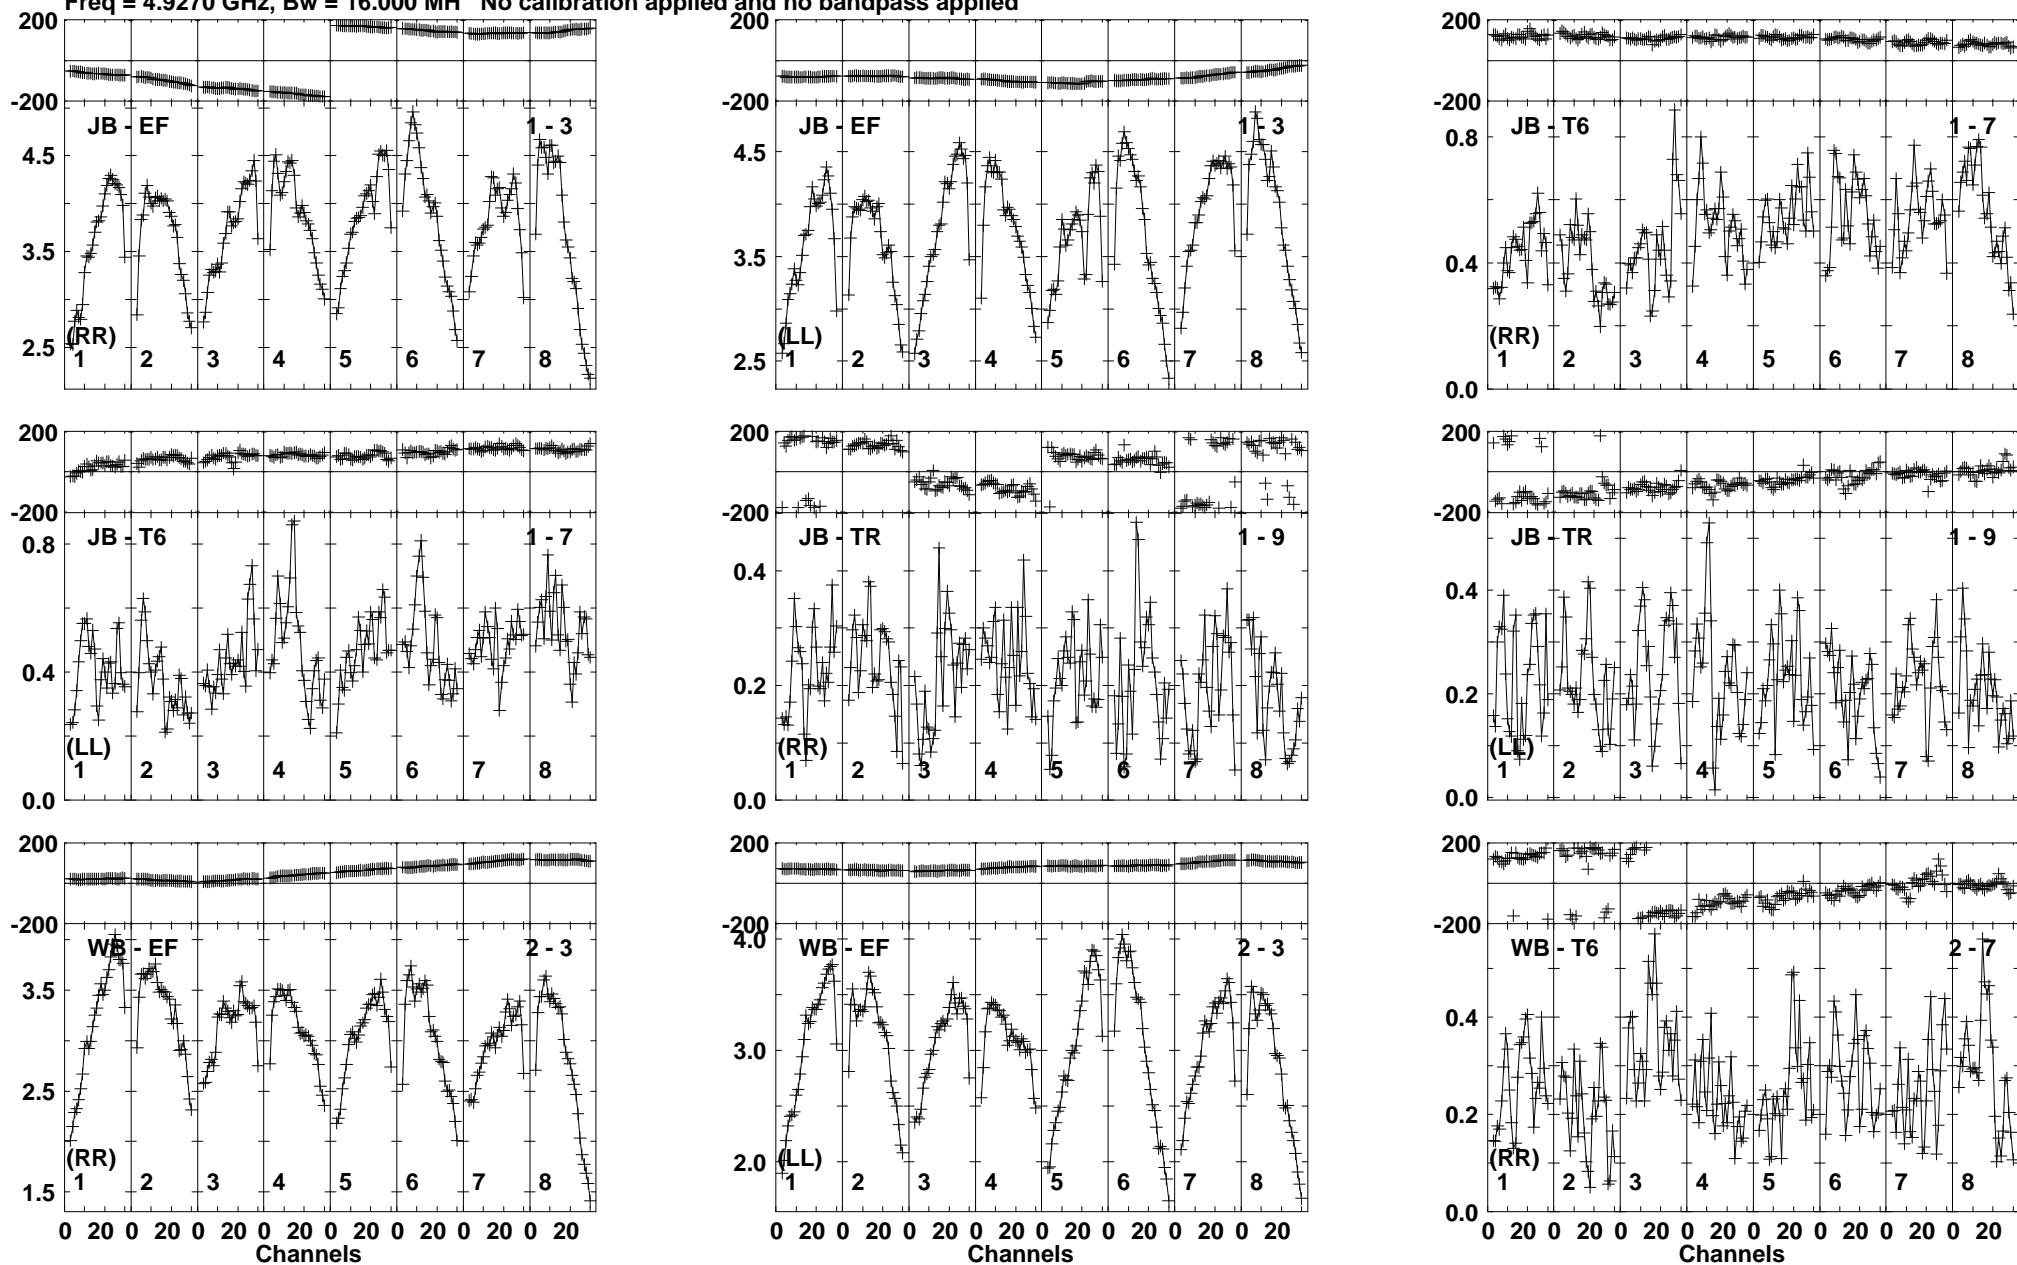 Freq = 4.9270 GHz, Bw = 16.000 MH No calibration applied and no bandpass applied
200
-200
JB - EF
1 - 3
4.5
3.5
2.5
(RR)
1 2 3 4 5 6 7 8
200
-200
JB - EF
1 - 3
4.5
3.5
2.5
(LL)
1 2 3 4 5 6 7 8
200
-200
JB - T6
1 - 7
0.8
0.4
0.0
(RR)
1 2 3 4 5 6 7 8
200
-200
JB - T6
1 - 7
0.8
0.4
0.0
(LL)
1 2 3 4 5 6 7 8
200
-200
JB - TR
1 - 9
0.4
0.2
0.0
(RR)
1 2 3 4 5 6 7 8
200
-200
JB - TR
1 - 9
0.4
0.2
0.0
(LL)
1 2 3 4 5 6 7 8
200
-200
WB - EF
2 - 3
3.5
2.5
1.5
(RR)
1 2 3 4 5 6 7 8
0 20 0 20 0 20 0 20 0 20 0 20 0 20 0 20
Channels
200
-200
WB - EF
2 - 3
4.0
3.0
2.0
(LL)
1 2 3 4 5 6 7 8
0 20 0 20 0 20 0 20 0 20 0 20 0 20 0 20
Channels
200
-200
WB - T6
2 - 7
0.4
0.2
0.0
(RR)
1 2 3 4 5 6 7 8
0 20 0 20 0 20 0 20 0 20 0 20 0 20 0 20
Channels